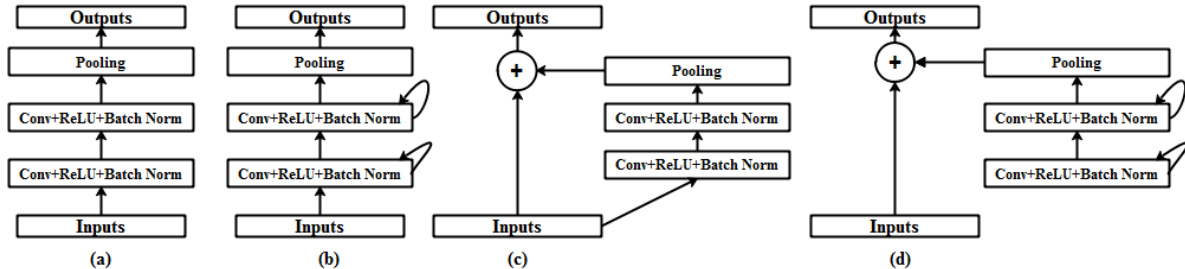 Outputs
Pooling
Conv+ReLU+Batch Norm
Conv+ReLU+Batch Norm
Inputs
(a)
Outputs
Pooling
Conv+ReLU+Batch Norm
Conv+ReLU+Batch Norm
Inputs
(b)
Outputs
+
Pooling
Conv+ReLU+Batch Norm
Conv+ReLU+Batch Norm
Inputs
(c)
Outputs
+
Pooling
Conv+ReLU+Batch Norm
Conv+ReLU+Batch Norm
Inputs
(d)